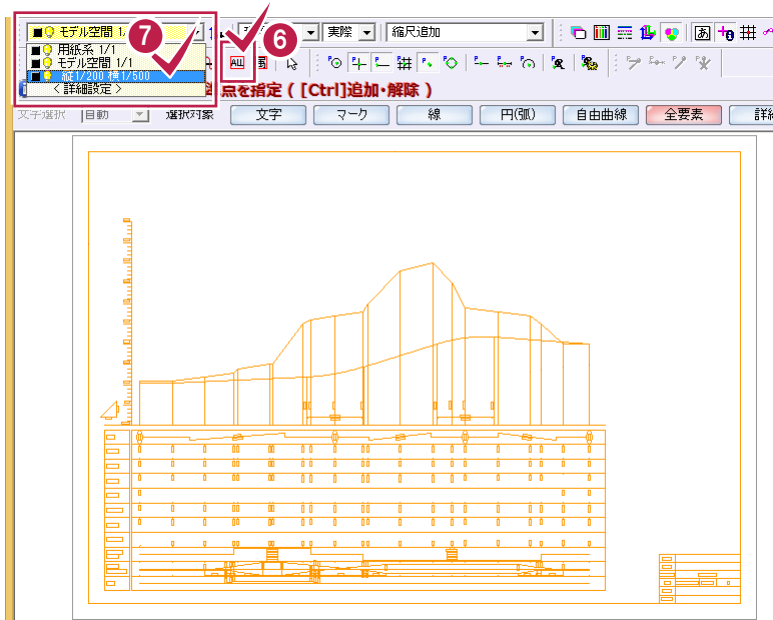 モデル空間 1/
実際
縮尺追加
用紙系 1/1
モデル空間 1/1
縦1/200 横1/500
< 詳細設定 >
7
6
ALL
あ
点を指定 ( [Ctrl]追加・解除 )
文字選択
自動
選択対象
文字
マーク
線
円(弧)
自由曲線
全要素